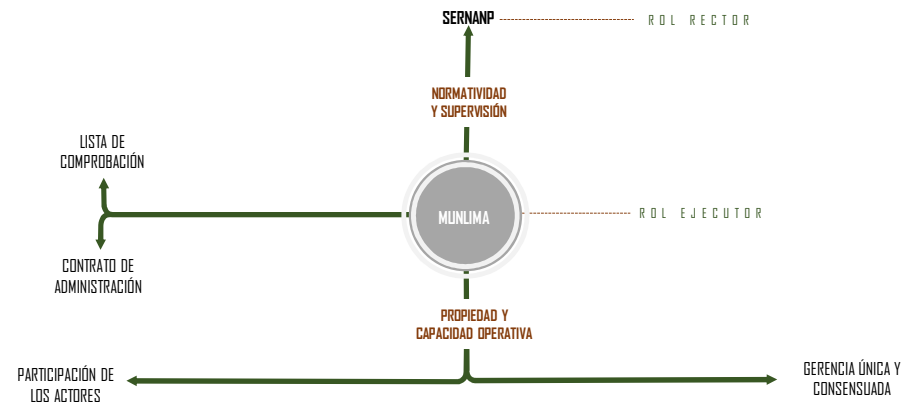 SERNANP
ROL RECTOR
NORMATIVIDAD
Y SUPERVISIÓN
LISTA DE
COMPROBACIÓN
MUNLIMA
ROL EJECUTOR
CONTRATO DE
ADMINISTRACIÓN
PROPIEDAD Y
CAPACIDAD OPERATIVA
PARTICIPACIÓN DE
LOS ACTORES
GERENCIA ÚNICA Y
CONSENSUADA